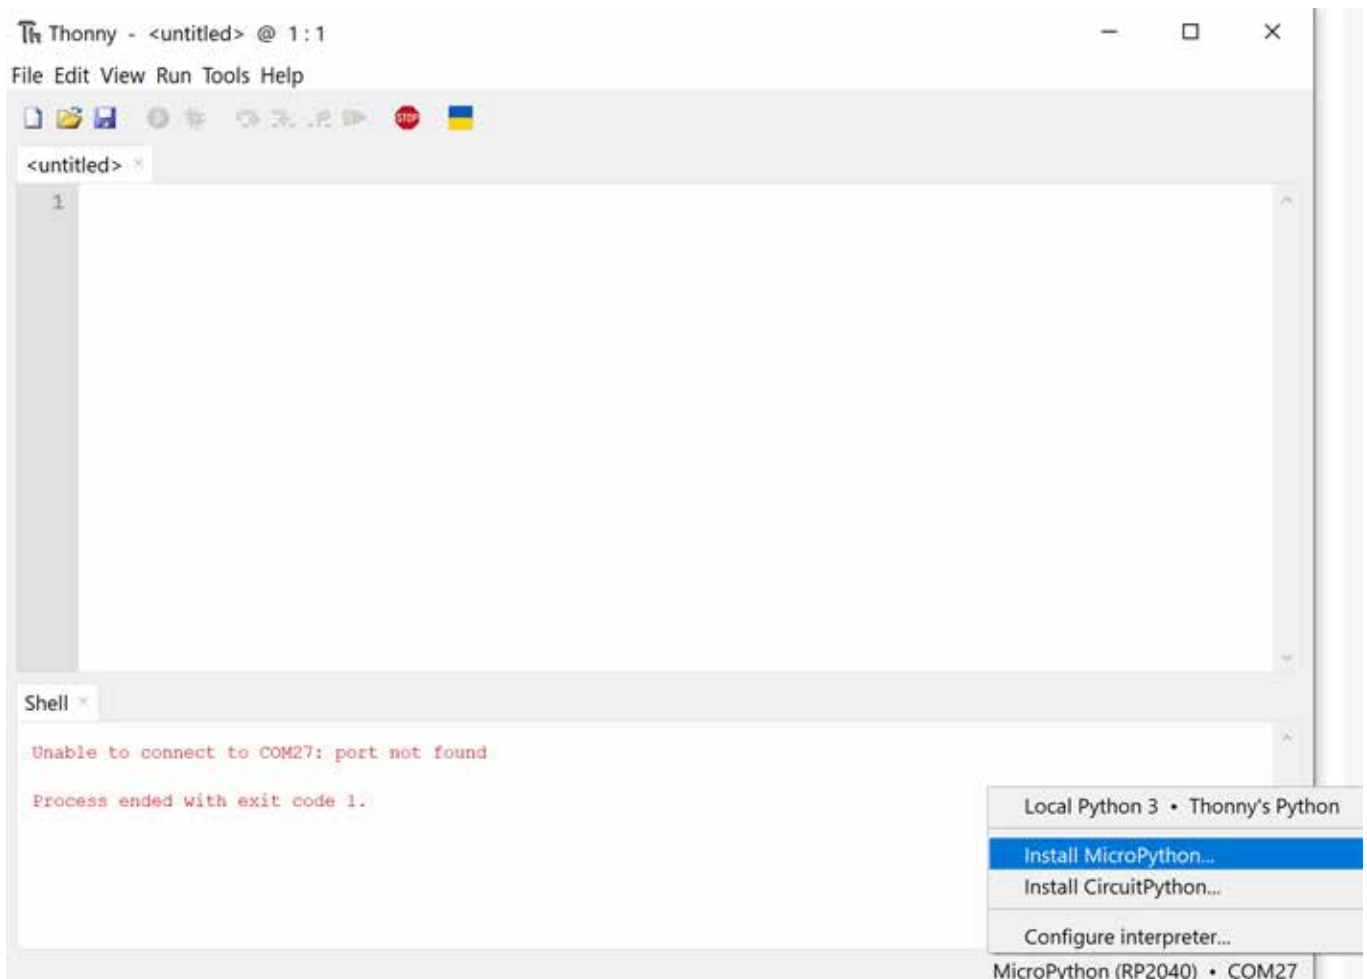 Th Thonny - <untitled> @ 1:1
File Edit View Run Tools Help
STOP
<untitled> ×
1
Shell ×
Unable to connect to COM27: port not found
Process ended with exit code 1.
Local Python 3 • Thonny's Python
Install MicroPython...
Install CircuitPython...
Configure interpreter...
MicroPython (RP2040) • COM27